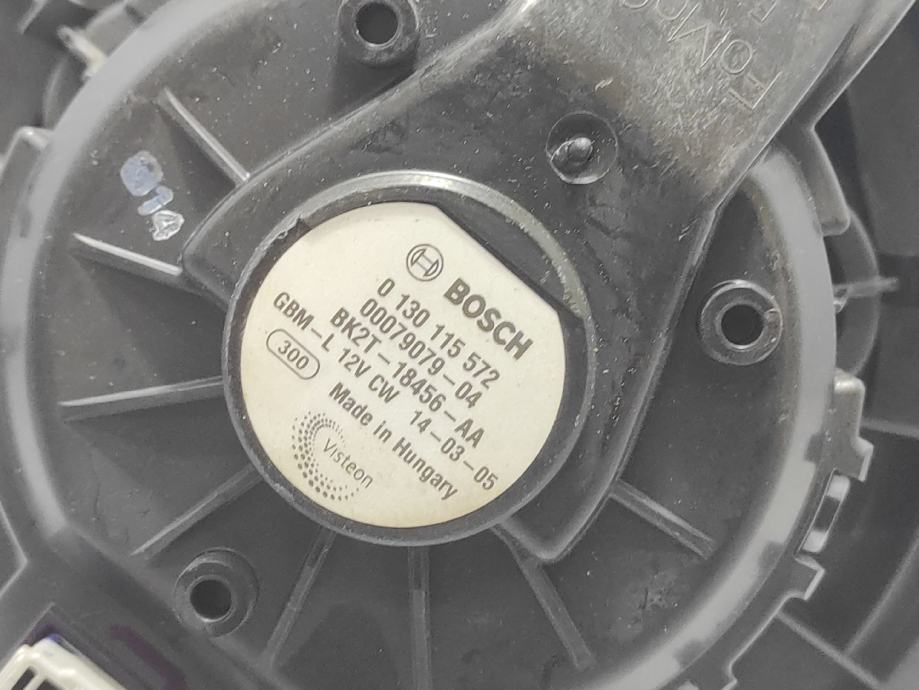 BOSCH
0 130 115 572
00079079-04
BK2T-18456-AA
GBM-L 12V CW 14-03-05
300
Made in Hungary
Visteon
014